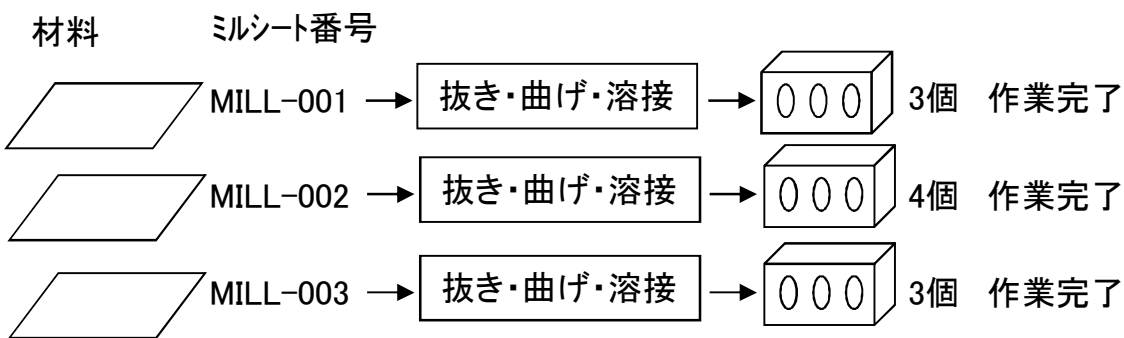 材料 ミルシート番号
MILL-001 抜き・曲げ・溶接 3個 作業完了
MILL-002 抜き・曲げ・溶接 4個 作業完了
MILL-003 抜き・曲げ・溶接 3個 作業完了